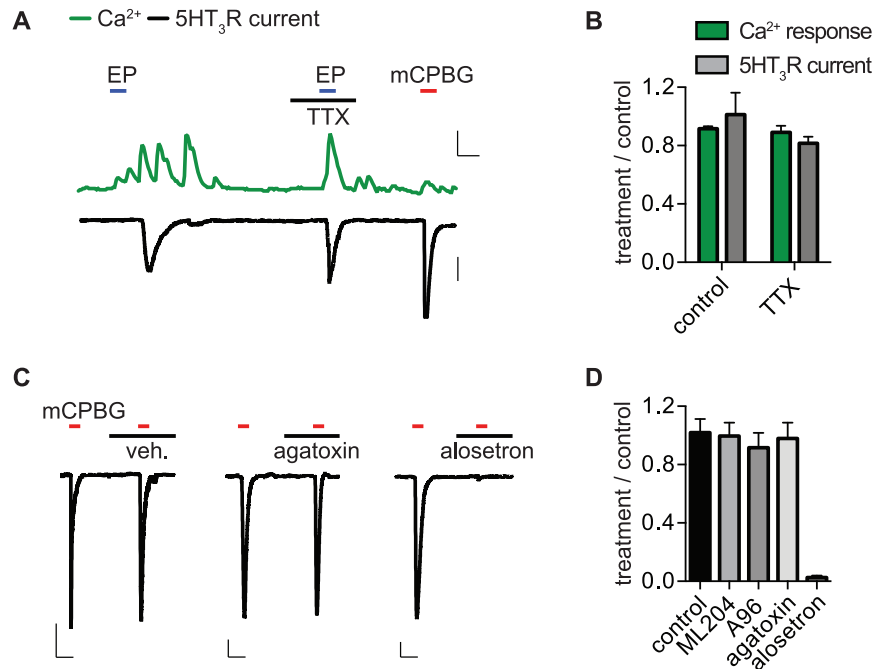 A
Ca²⁺ 5HT₃R current
EP EP mCPBG
TTX
B
Ca²⁺ response
5HT₃R current
treatment / control
1.2
0.8
0.4
0.0
control TTX
C
mCPBG
veh. agatoxin alosetron
D
treatment / control
1.2
0.8
0.4
0.0
control ML204 A96 agatoxin alosetron